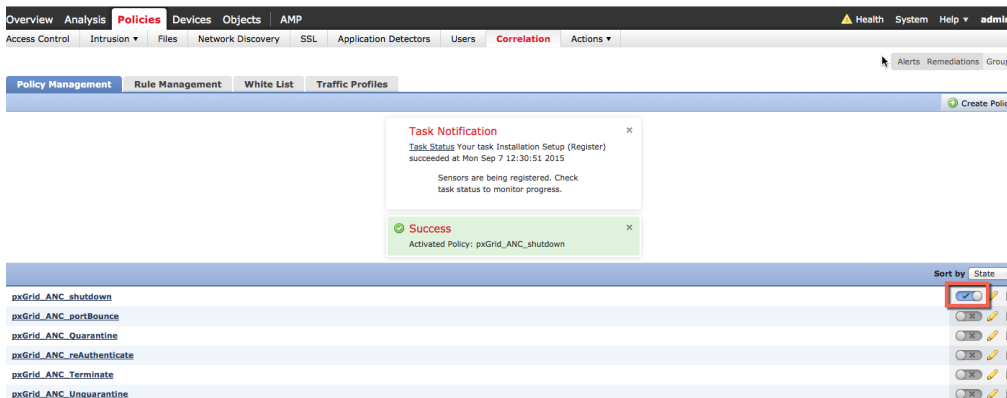 Overview Analysis Policies Devices Objects AMP Health System Help admin
Access Control Intrusion Files Network Discovery SSL Application Detectors Users Correlation Actions
Alerts Remediations Grou
Policy Management Rule Management White List Traffic Profiles
Create Polic
Task Notification
Task Status Your task Installation Setup (Register)
succeeded at Mon Sep 7 12:30:51 2015
Sensors are being registered. Check
task status to monitor progress.
Success
Activated Policy: pxGrid_ANC_shutdown
Sort by State
pxGrid_ANC_shutdown
pxGrid_ANC_portBounce
pxGrid_ANC_Quarantine
pxGrid_ANC_reAuthenticate
pxGrid_ANC_Terminate
pxGrid_ANC_Unquarantine